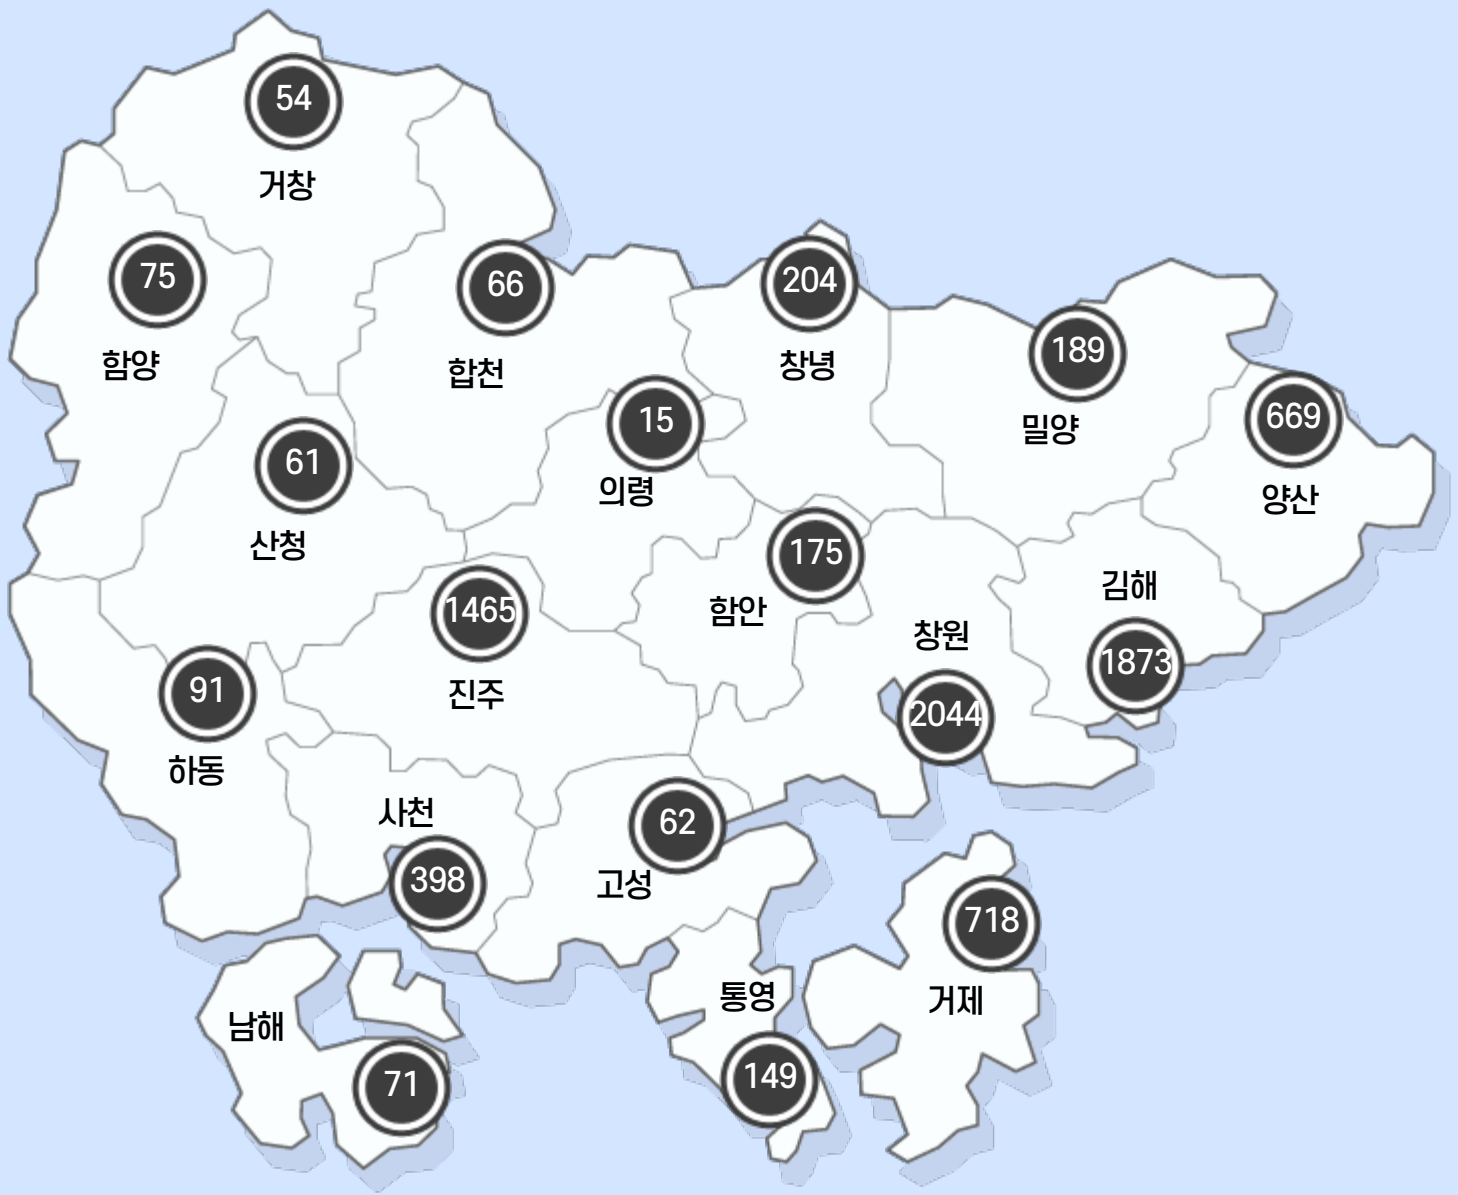 54
거창
75
함양
66
합천
204
창녕
189
밀양
669
양산
15
의령
61
산청
175
함안
김해
1873
창원
2044
1465
진주
91
하동
사천
398
62
고성
718
거제
통영
149
남해
71